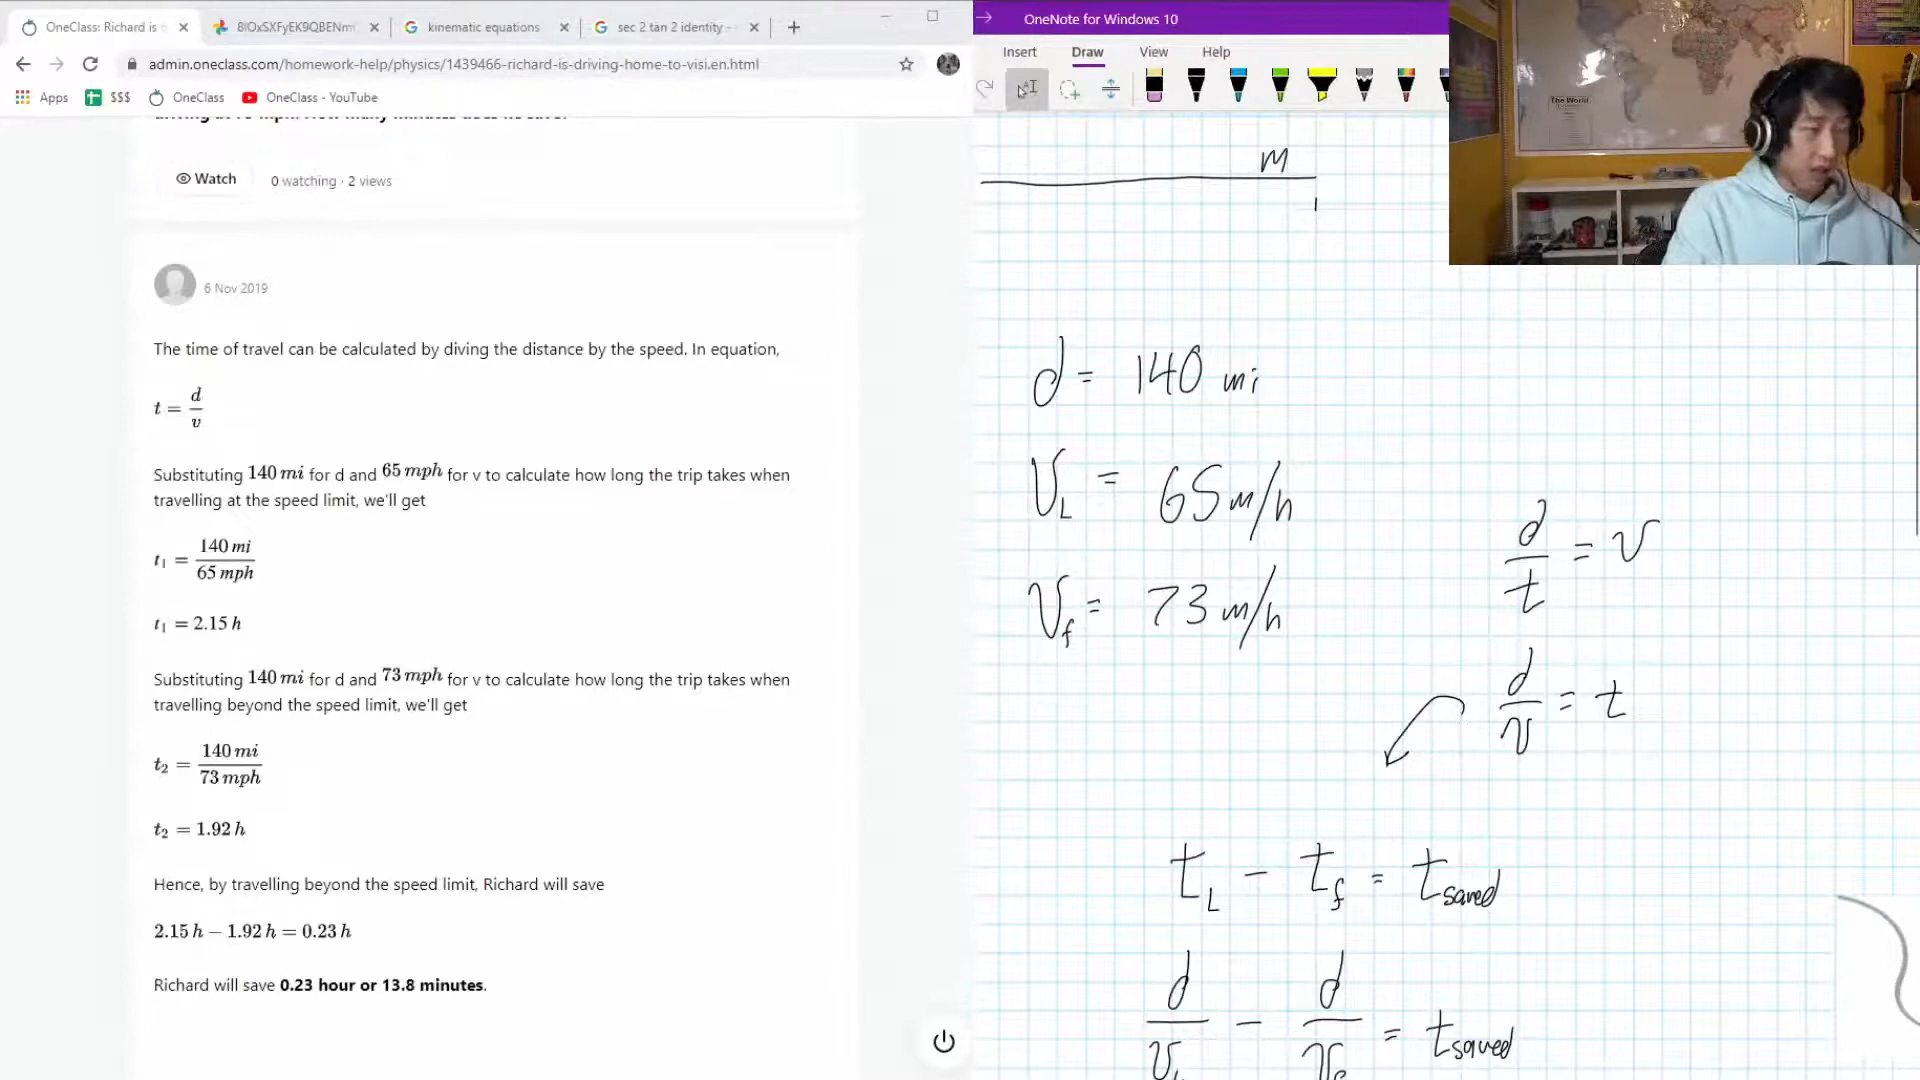 OneClass: Richard is
8lOxSXFyEK9QBENm
kinematic equations
sec 2 tan 2 identity -
admin.oneclass.com/homework-help/physics/1439466-richard-is-driving-home-to-visi.en.html
Apps
$$$
OneClass
OneClass - YouTube
Watch
0 watching · 2 views
6 Nov 2019
The time of travel can be calculated by diving the distance by the speed. In equation,
t = d/v
Substituting 140 mi for d and 65 mph for v to calculate how long the trip takes when
travelling at the speed limit, we'll get
t₁ = 140 mi / 65 mph
t₁ = 2.15 h
Substituting 140 mi for d and 73 mph for v to calculate how long the trip takes when
travelling beyond the speed limit, we'll get
t₂ = 140 mi / 73 mph
t₂ = 1.92 h
Hence, by travelling beyond the speed limit, Richard will save
2.15 h − 1.92 h = 0.23 h
Richard will save 0.23 hour or 13.8 minutes.
OneNote for Windows 10
Insert
Draw
View
Help
The World
m
d = 140 mi
v_L = 65 m/h
v_f = 73 m/h
d/t = v
d/v = t
t_L − t_f = t_saved
d/v_L − d/v_f = t_saved